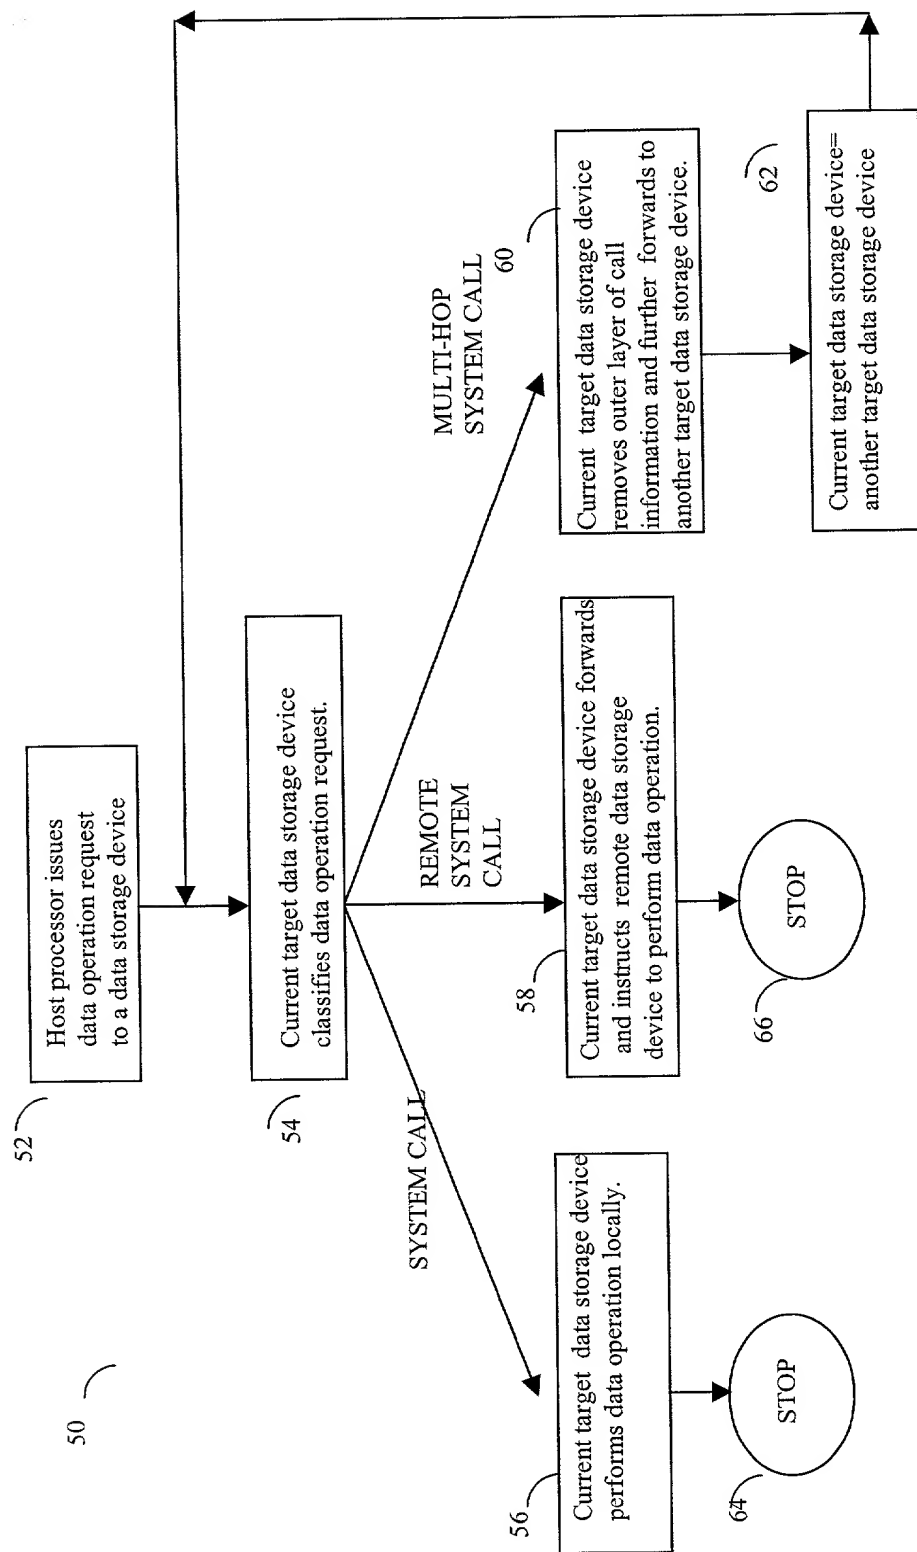 50
52
Host processor issues
data operation request
to a data storage device
54
Current target data storage device
classifies data operation request.
SYSTEM CALL
REMOTE
SYSTEM
CALL
MULTI-HOP
SYSTEM CALL
56
Current target data storage device
performs data operation locally.
58
Current target data storage device forwards
and instructs remote data storage
device to perform data operation.
60
Current target data storage device
removes outer layer of call
information and further forwards to
another target data storage device.
62
Current target data storage device=
another target data storage device
64
STOP
66
STOP